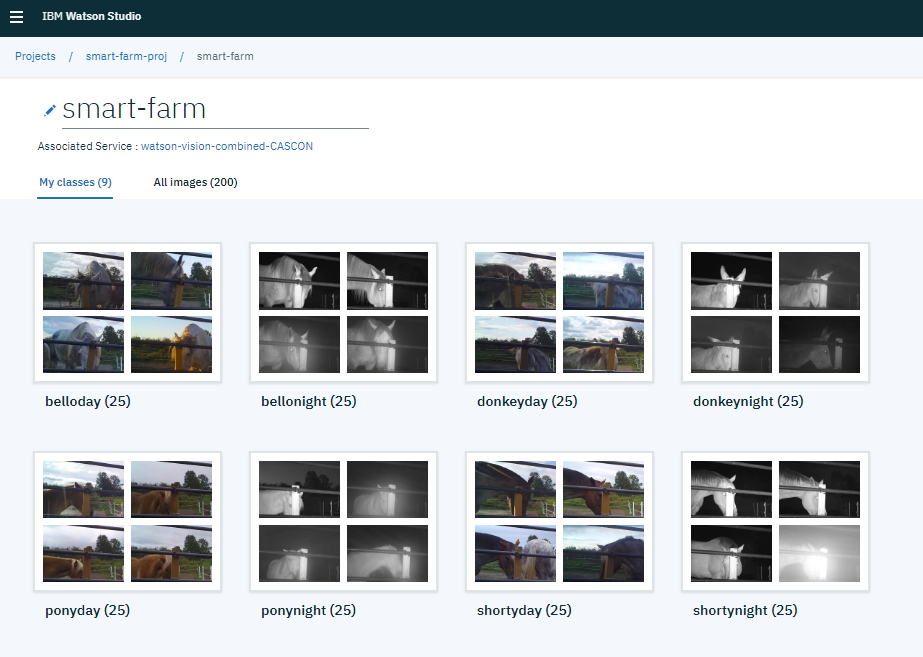 IBM Watson Studio
Projects / smart-farm-proj / smart-farm
smart-farm
Associated Service : watson-vision-combined-CASCON
My classes (9) All images (200)
belloday (25) bellonight (25) donkeyday (25) donkeynight (25)
ponyday (25) ponynight (25) shortyday (25) shortynight (25)